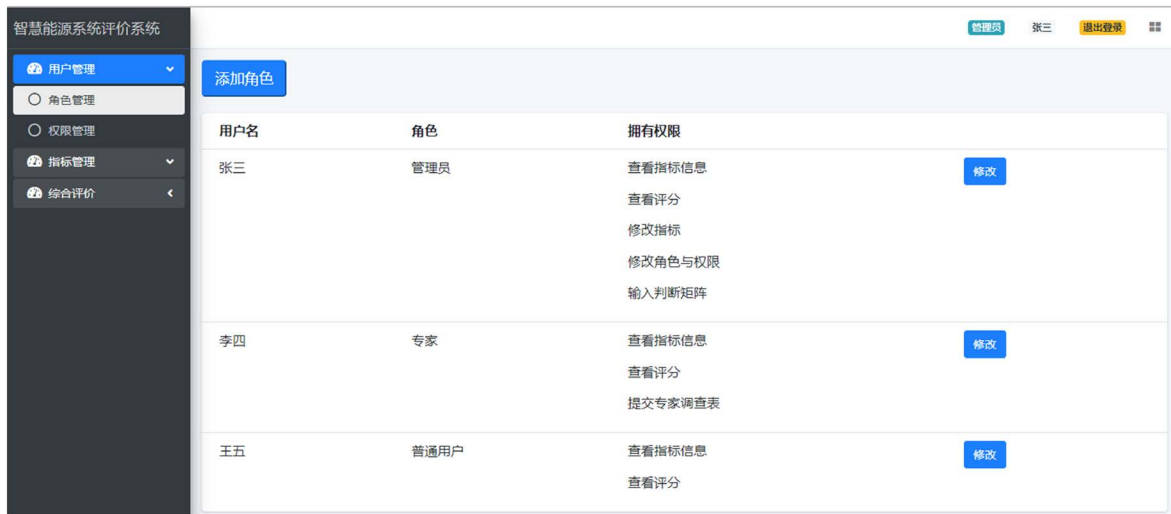 智慧能源系统评价系统
管理员 张三 退出登录
用户管理
角色管理
权限管理
指标管理
综合评价
添加角色
用户名 角色 拥有权限
张三 管理员 查看指标信息 修改
查看评分
修改指标
修改角色与权限
输入判断矩阵
李四 专家 查看指标信息 修改
查看评分
提交专家调查表
王五 普通用户 查看指标信息 修改
查看评分